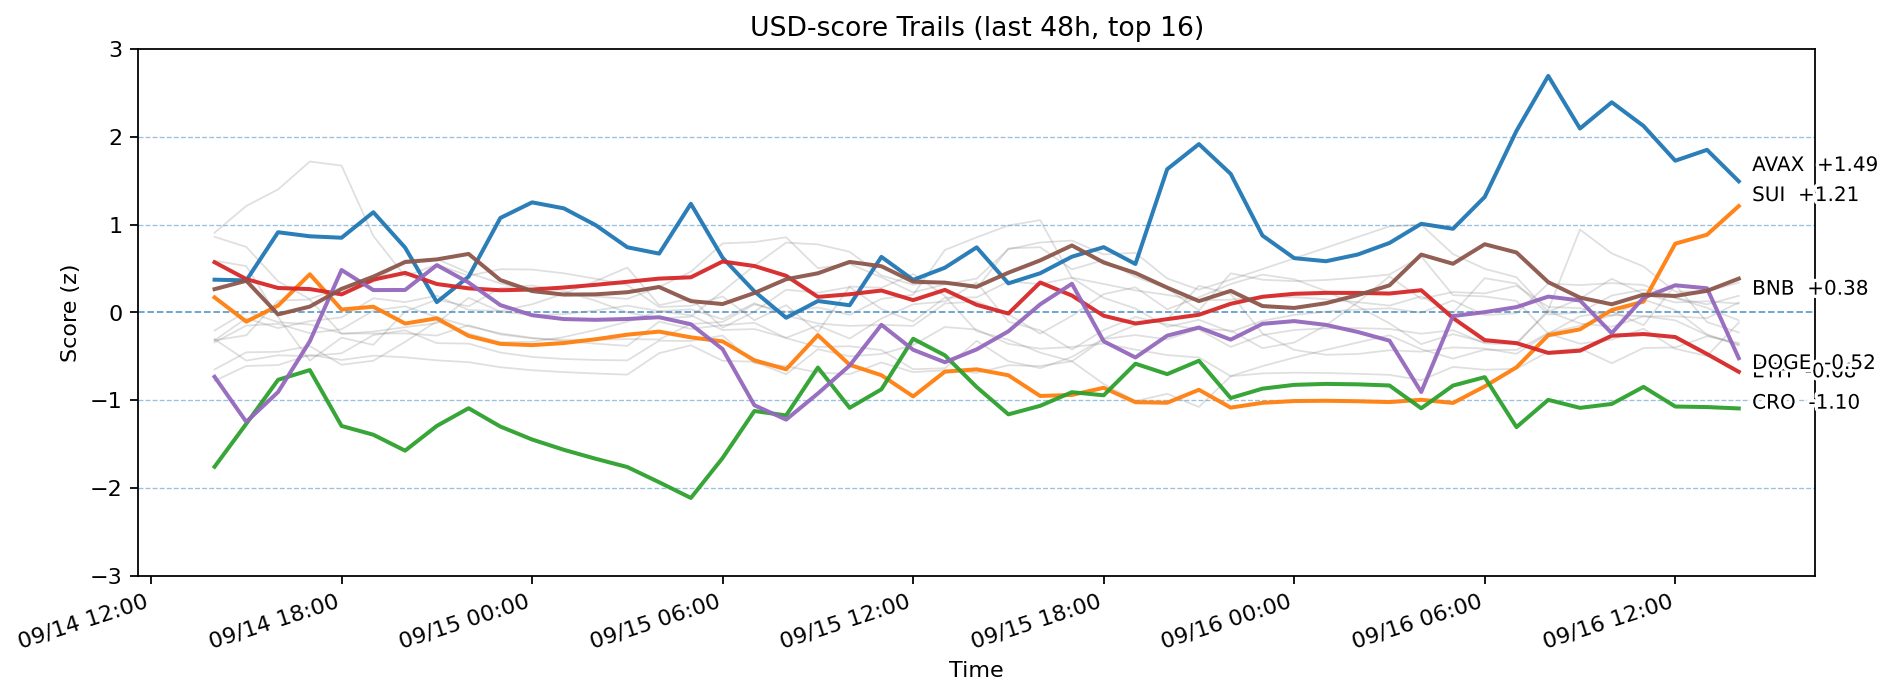 USD-score Trails (last 48h, top 16)
3
2
1
0
−1
−2
−3
Score (z)
AVAX +1.49
SUI +1.21
BNB +0.38
DOGE -0.52
CRO -1.10
09/14 12:00
09/14 18:00
09/15 00:00
09/15 06:00
09/15 12:00
09/15 18:00
09/16 00:00
09/16 06:00
09/16 12:00
Time